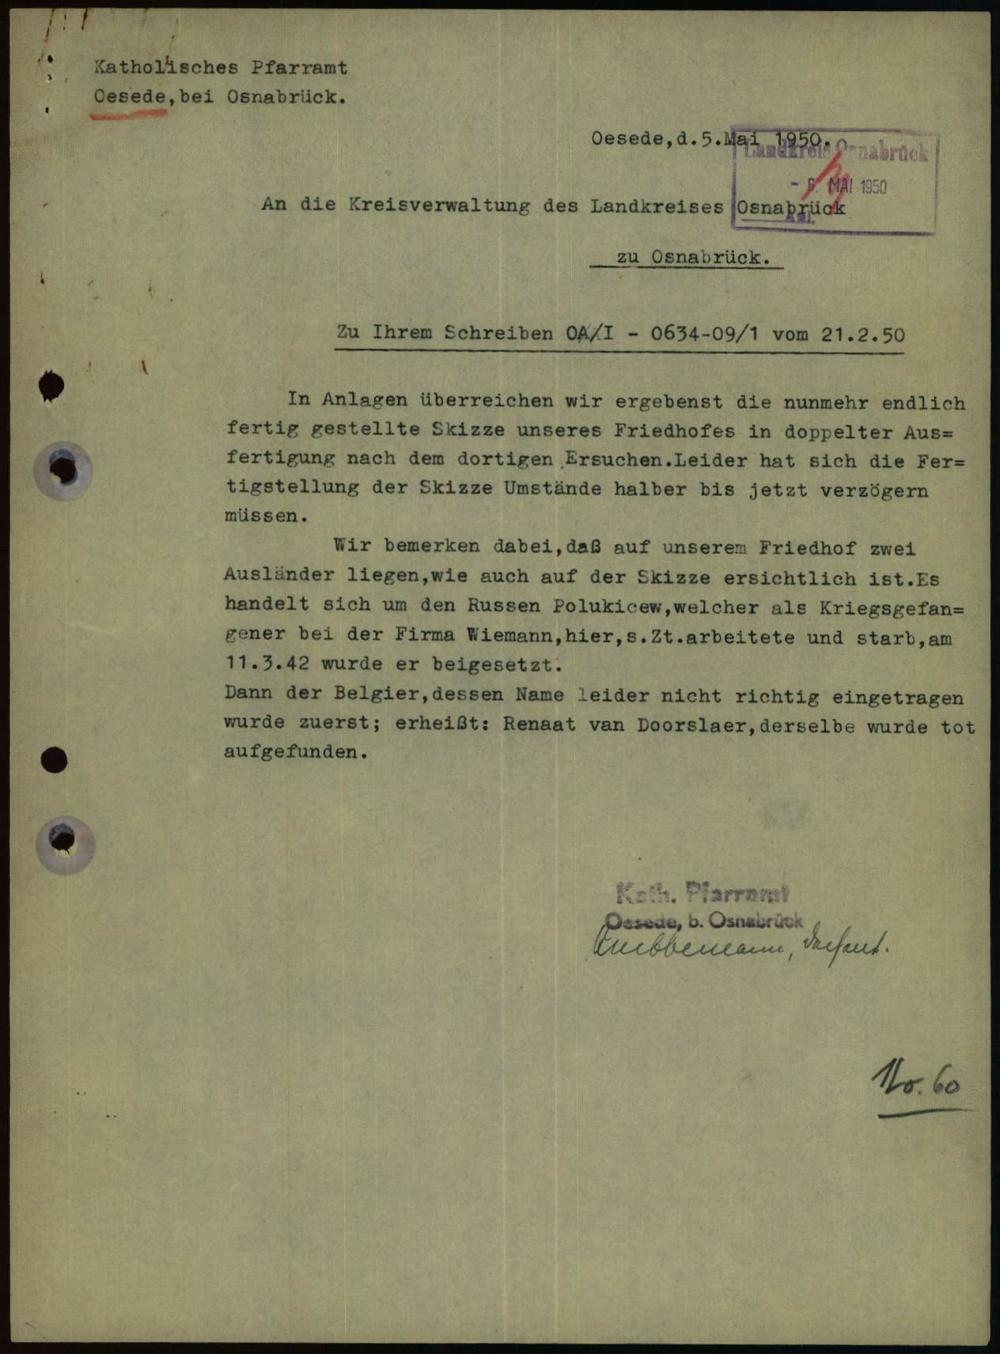 Katholisches Pfarramt
Oesede,bei Osnabrück.
Oesede,d.5.Mai 1950.
Landkreis Osnabrück
- 6. MAI 1950
An die Kreisverwaltung des Landkreises Osnabrück
zu Osnabrück.
Zu Ihrem Schreiben OA/I - 0634-09/1 vom 21.2.50
In Anlagen überreichen wir ergebenst die nunmehr endlich
fertig gestellte Skizze unseres Friedhofes in doppelter Aus=
fertigung nach dem dortigen Ersuchen.Leider hat sich die Fer=
tigstellung der Skizze Umstände halber bis jetzt verzögern
müssen.
Wir bemerken dabei,daß auf unserem Friedhof zwei
Ausländer liegen,wie auch auf der Skizze ersichtlich ist.Es
handelt sich um den Russen Polukicew,welcher als Kriegsgefan=
gener bei der Firma Wiemann,hier,s.Zt.arbeitete und starb,am
11.3.42 wurde er beigesetzt.
Dann der Belgier,dessen Name leider nicht richtig eingetragen
wurde zuerst; erheißt: Renaat van Doorslaer,derselbe wurde tot
aufgefunden.
Kath. Pfarramt
Oesede, b. Osnabrück
No. 60